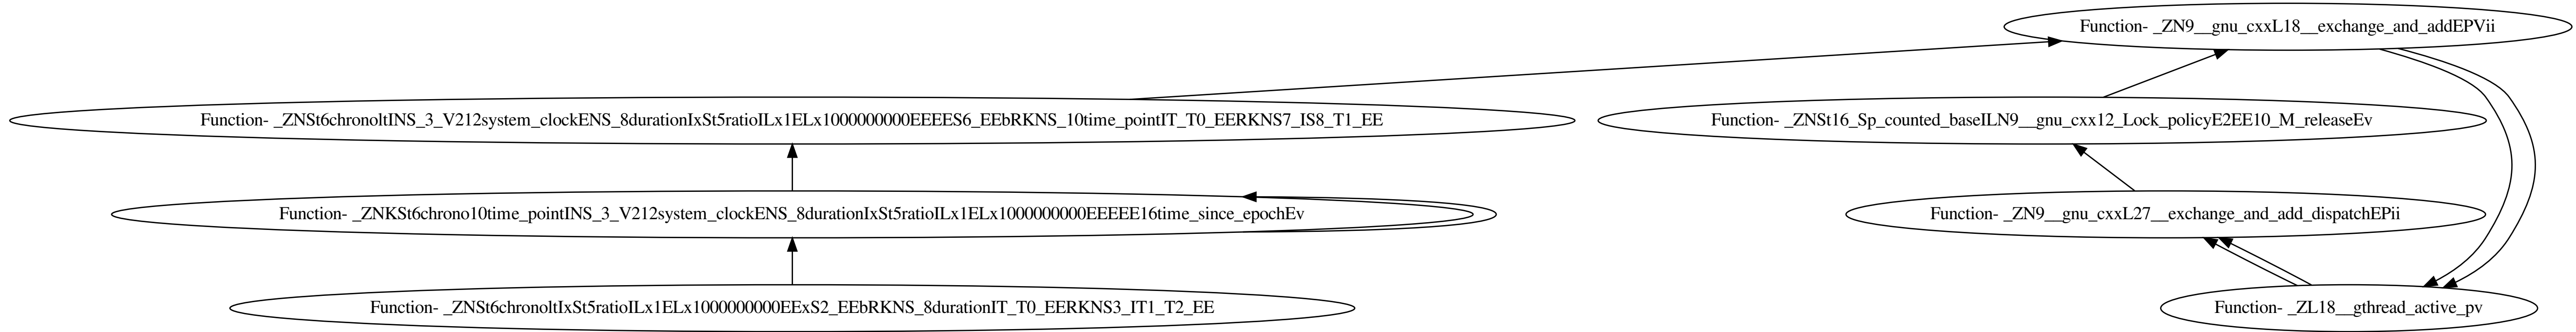 Function- _ZN9__gnu_cxxL18__exchange_and_addEPVii
Function- _ZNSt6chronoltINS_3_V212system_clockENS_8durationIxSt5ratioILx1ELx1000000000EEEES6_EEbRKNS_10time_pointIT_T0_EERKNS7_IS8_T1_EE
Function- _ZNSt16_Sp_counted_baseILN9__gnu_cxx12_Lock_policyE2EE10_M_releaseEv
Function- _ZNKSt6chrono10time_pointINS_3_V212system_clockENS_8durationIxSt5ratioILx1ELx1000000000EEEEE16time_since_epochEv
Function- _ZN9__gnu_cxxL27__exchange_and_add_dispatchEPii
Function- _ZNSt6chronoltIxSt5ratioILx1ELx1000000000EExS2_EEbRKNS_8durationIT_T0_EERKNS3_IT1_T2_EE
Function- _ZL18__gthread_active_pv